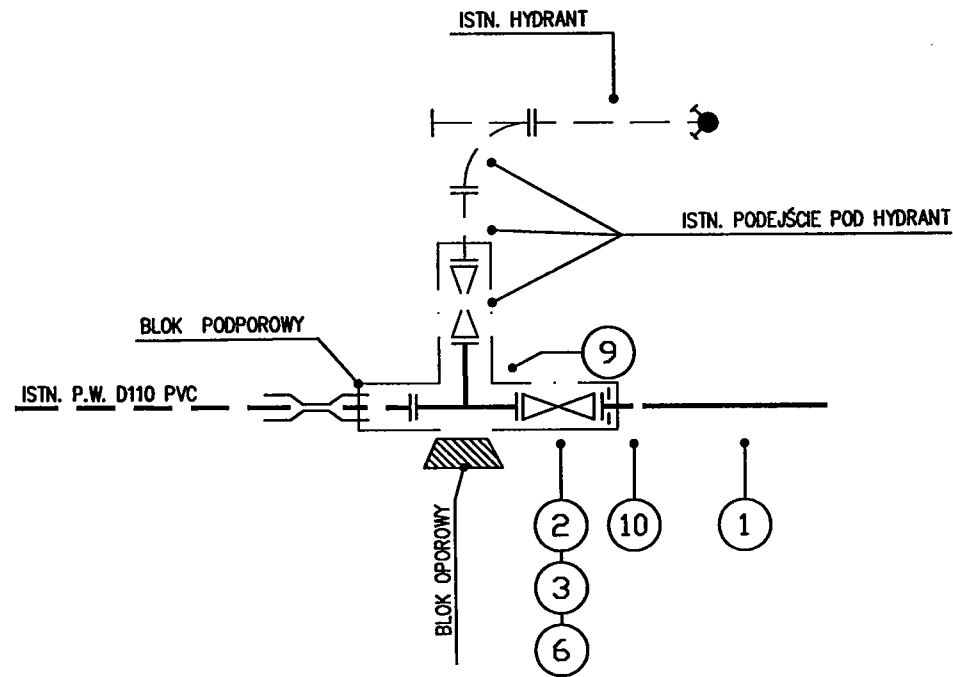 ISTN. HYDRANT
ISTN. PODEJŚCIE POD HYDRANT
BLOK PODPOROWY
9
ISTN. P.W. D110 PVC
BLOK OPOROWY
2
10
1
3
6